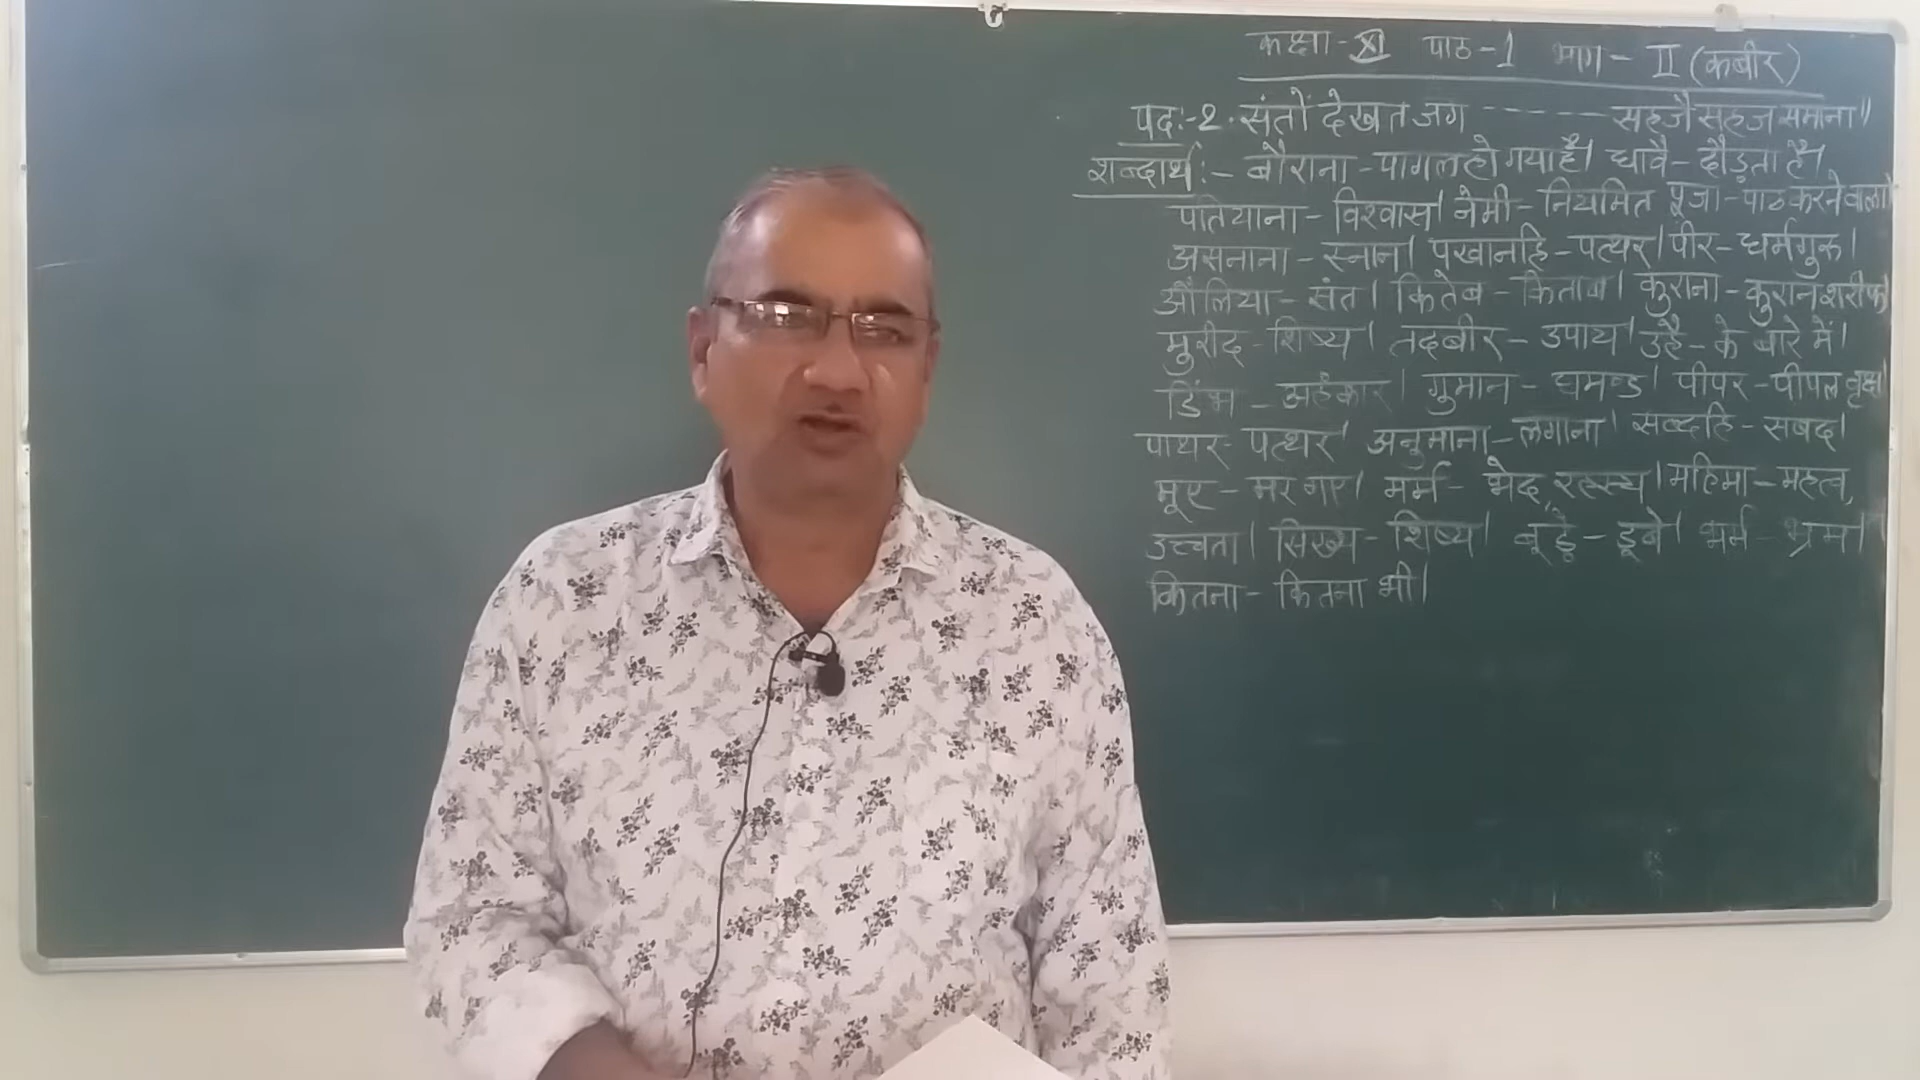 कक्षा-XI पाठ-1 भाग-II (कबीर)
पद:-2. संतों देखत जग ----- सहजै सहज समाना॥
शब्दार्थ:- बौराना-पागल हो गया है। धावै-दौड़ता है।
पतियाना-विश्वास। नेमी-नियमित पूजा-पाठ करने वाला।
असनाना-स्नान। पखानहि-पत्थर। पीर-धर्मगुरु।
औलिया-संत। कितेब-किताब। कुराना-कुरान शरीफ।
मुरीद-शिष्य। तदबीर-उपाय। उहै-के बारे में।
डिंभ-अहंकार। गुमान-घमण्ड। पीपर-पीपल वृक्ष।
पाथर-पत्थर। अनुमाना-लगाना। सब्दहि-सबद।
मूए-मर गए। मर्म-भेद, रहस्य। महिमा-महत्व,
उच्चता। सिख्य-शिष्य। बूड़े-डूबे। भर्म-भ्रम।
कितना-कितना भी।